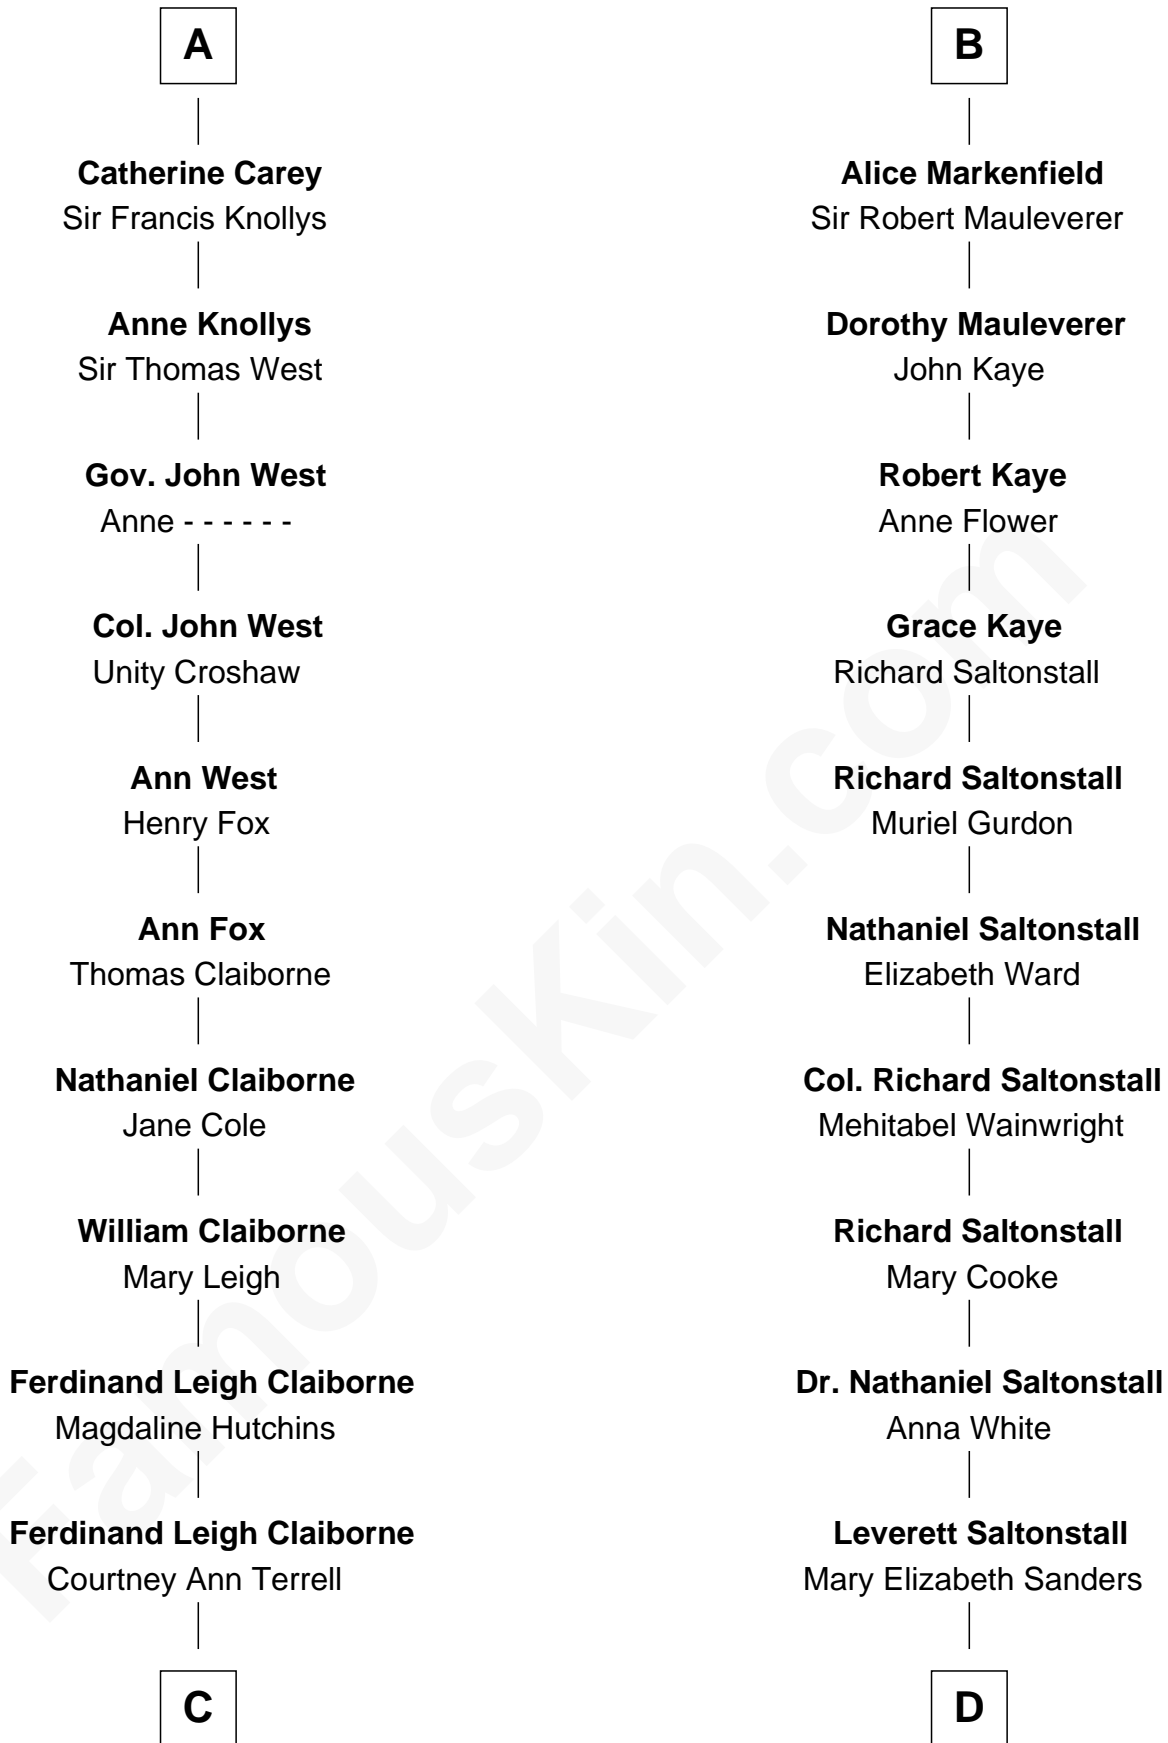 A
Catherine Carey
Sir Francis Knollys
Anne Knollys
Sir Thomas West
Gov. John West
Anne - - - - - -
Col. John West
Unity Croshaw
Ann West
Henry Fox
Ann Fox
Thomas Claiborne
Nathaniel Claiborne
Jane Cole
William Claiborne
Mary Leigh
Ferdinand Leigh Claiborne
Magdaline Hutchins
Ferdinand Leigh Claiborne
Courtney Ann Terrell
C
B
Alice Markenfield
Sir Robert Mauleverer
Dorothy Mauleverer
John Kaye
Robert Kaye
Anne Flower
Grace Kaye
Richard Saltonstall
Richard Saltonstall
Muriel Gurdon
Nathaniel Saltonstall
Elizabeth Ward
Col. Richard Saltonstall
Mehitabel Wainwright
Richard Saltonstall
Mary Cooke
Dr. Nathaniel Saltonstall
Anna White
Leverett Saltonstall
Mary Elizabeth Sanders
D
FamousKin.com